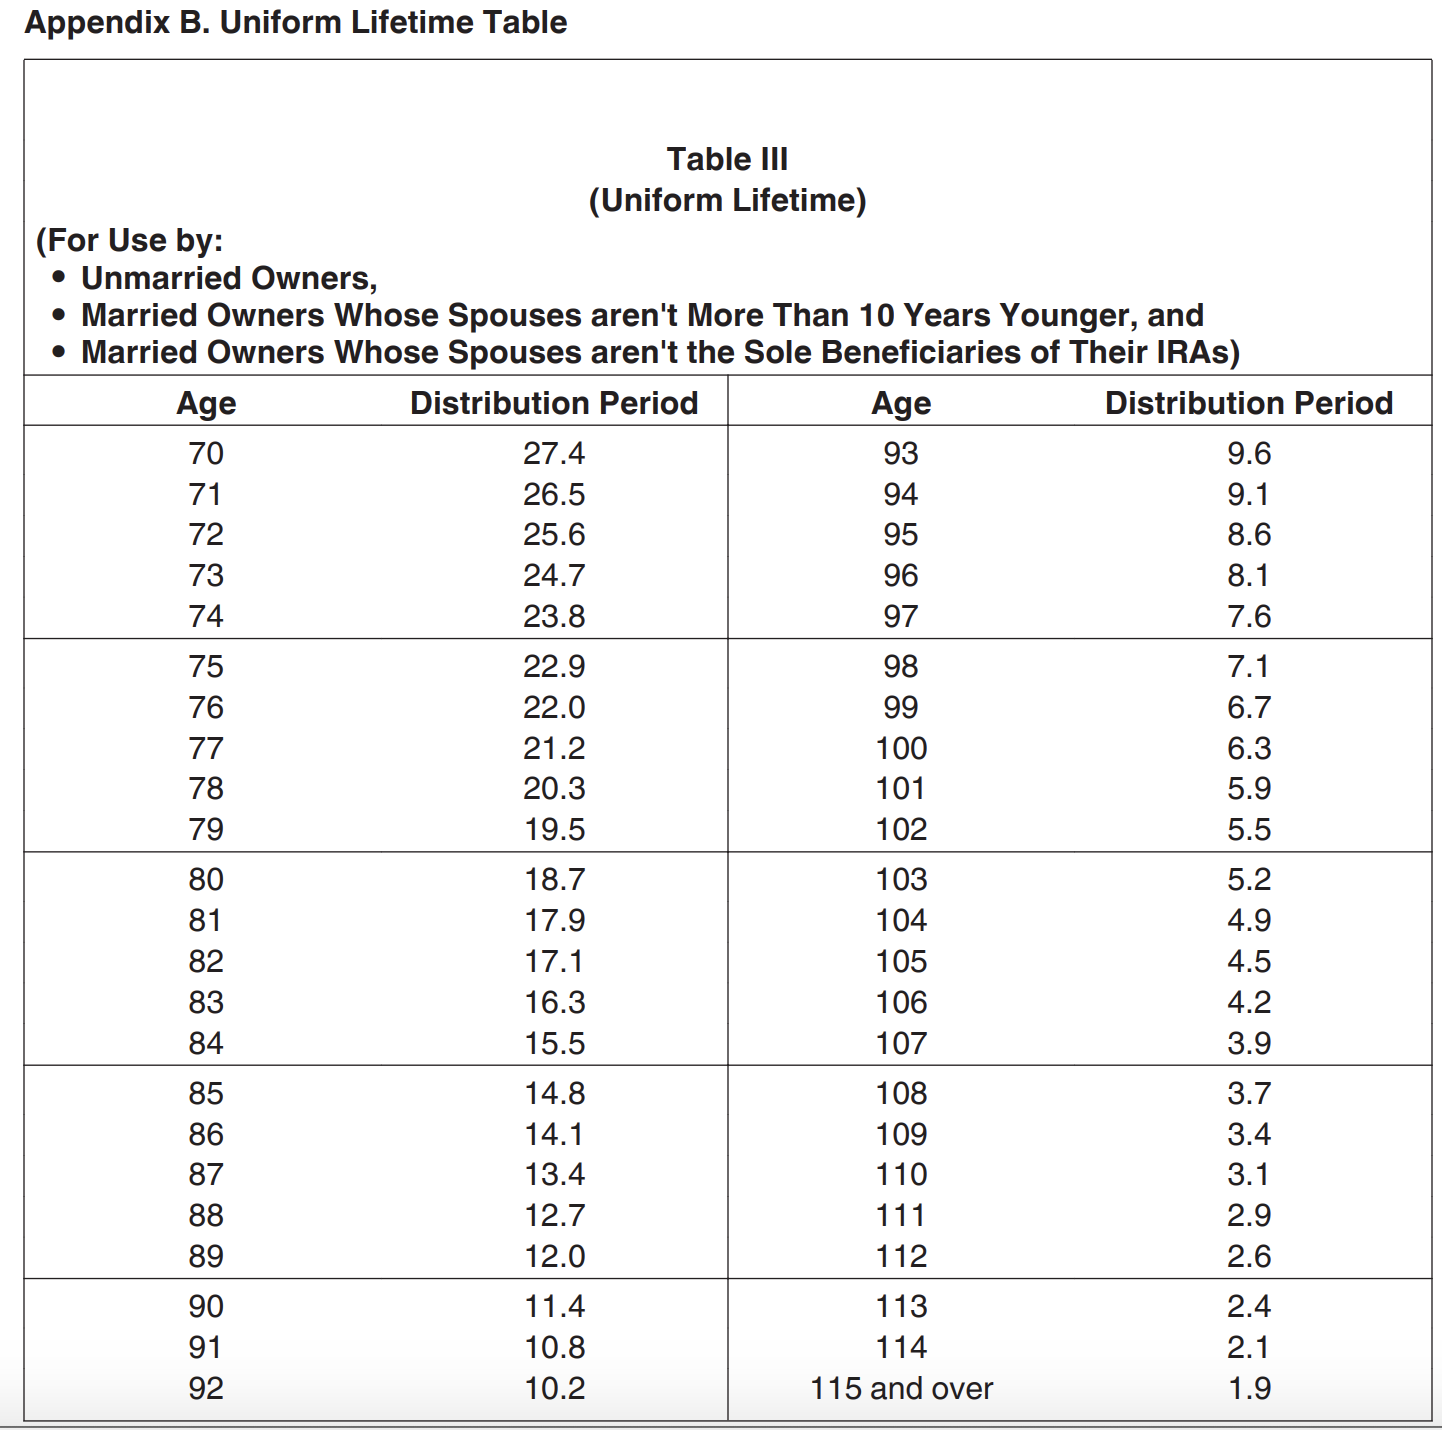 Appendix B. Uniform Lifetime Table
Table III
(Uniform Lifetime)
(For Use by:
• Unmarried Owners,
• Married Owners Whose Spouses aren't More Than 10 Years Younger, and
• Married Owners Whose Spouses aren't the Sole Beneficiaries of Their IRAs)
Age Distribution Period Age Distribution Period
70 27.4 93 9.6
71 26.5 94 9.1
72 25.6 95 8.6
73 24.7 96 8.1
74 23.8 97 7.6
75 22.9 98 7.1
76 22.0 99 6.7
77 21.2 100 6.3
78 20.3 101 5.9
79 19.5 102 5.5
80 18.7 103 5.2
81 17.9 104 4.9
82 17.1 105 4.5
83 16.3 106 4.2
84 15.5 107 3.9
85 14.8 108 3.7
86 14.1 109 3.4
87 13.4 110 3.1
88 12.7 111 2.9
89 12.0 112 2.6
90 11.4 113 2.4
91 10.8 114 2.1
92 10.2 115 and over 1.9